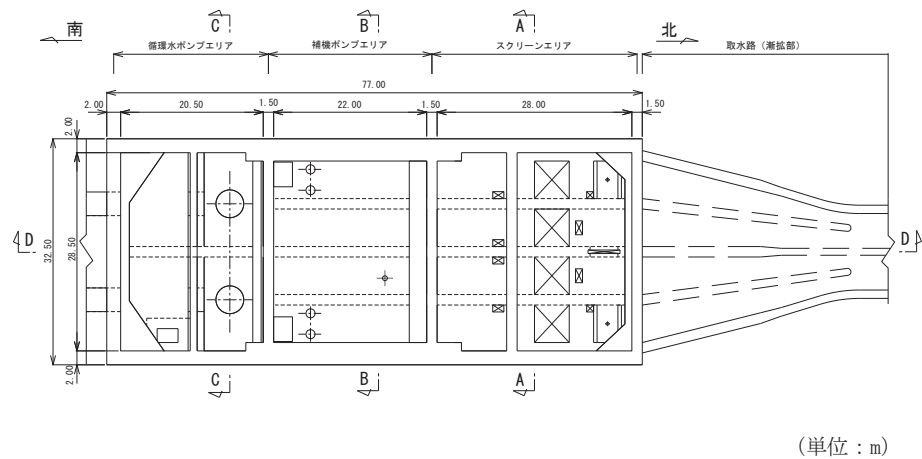 C B A
南 北
循環水ポンプエリア 補機ポンプエリア スクリーンエリア 取水路(漸拡部)
77.00
2.00 20.50 1.50 22.00 1.50 28.00 1.50
2.00
D D
32.50 28.50
2.00
C B A
(単位:m)